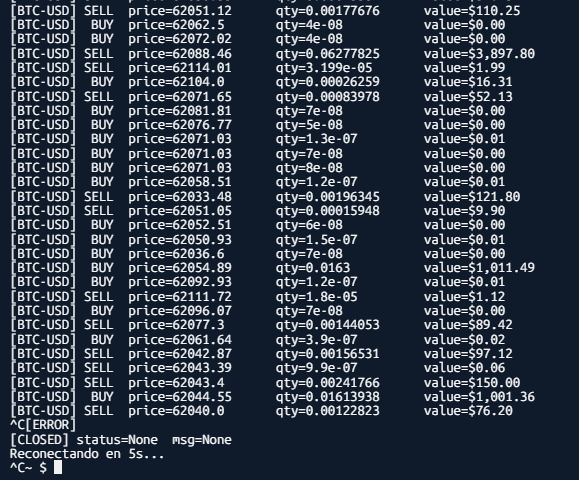 [BTC-USD] SELL price=62051.12 qty=0.00177676 value=$110.25
[BTC-USD] BUY price=62062.5 qty=4e-08 value=$0.00
[BTC-USD] BUY price=62072.02 qty=4e-08 value=$0.00
[BTC-USD] SELL price=62088.46 qty=0.06277825 value=$3,897.80
[BTC-USD] SELL price=62114.01 qty=3.199e-05 value=$1.99
[BTC-USD] BUY price=62104.0 qty=0.00026259 value=$16.31
[BTC-USD] SELL price=62071.65 qty=0.00083978 value=$52.13
[BTC-USD] BUY price=62081.81 qty=7e-08 value=$0.00
[BTC-USD] BUY price=62076.77 qty=5e-08 value=$0.00
[BTC-USD] BUY price=62071.03 qty=1.3e-07 value=$0.01
[BTC-USD] BUY price=62071.03 qty=7e-08 value=$0.00
[BTC-USD] BUY price=62071.03 qty=8e-08 value=$0.00
[BTC-USD] BUY price=62058.51 qty=1.2e-07 value=$0.01
[BTC-USD] SELL price=62033.48 qty=0.00196345 value=$121.80
[BTC-USD] SELL price=62051.05 qty=0.00015948 value=$9.90
[BTC-USD] BUY price=62052.51 qty=6e-08 value=$0.00
[BTC-USD] BUY price=62050.93 qty=1.5e-07 value=$0.01
[BTC-USD] BUY price=62036.6 qty=7e-08 value=$0.00
[BTC-USD] BUY price=62054.89 qty=0.0163 value=$1,011.49
[BTC-USD] BUY price=62092.93 qty=1.2e-07 value=$0.01
[BTC-USD] SELL price=62111.72 qty=1.8e-05 value=$1.12
[BTC-USD] BUY price=62096.07 qty=7e-08 value=$0.00
[BTC-USD] SELL price=62077.3 qty=0.00144053 value=$89.42
[BTC-USD] BUY price=62061.64 qty=3.9e-07 value=$0.02
[BTC-USD] SELL price=62042.87 qty=0.00156531 value=$97.12
[BTC-USD] SELL price=62043.39 qty=9.9e-07 value=$0.06
[BTC-USD] SELL price=62043.4 qty=0.00241766 value=$150.00
[BTC-USD] BUY price=62044.55 qty=0.01613938 value=$1,001.36
[BTC-USD] SELL price=62040.0 qty=0.00122823 value=$76.20
^C[ERROR]
[CLOSED] status=None msg=None
Reconectando en 5s...
^C~ $